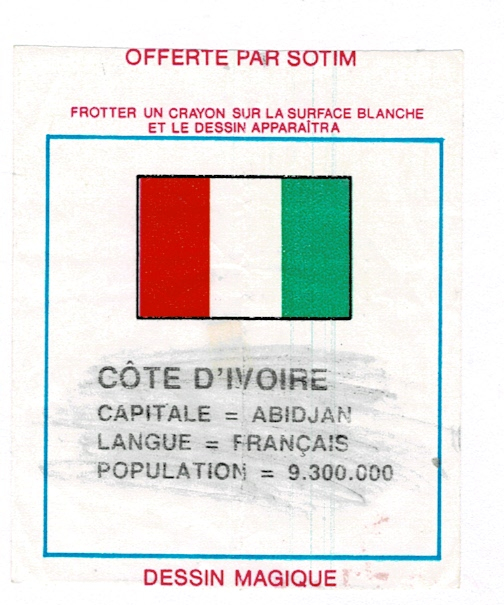 OFFERTE PAR SOTIM
FROTTER UN CRAYON SUR LA SURFACE BLANCHE
ET LE DESSIN APPARAÎTRA
CÔTE D'IVOIRE
CAPITALE = ABIDJAN
LANGUE = FRANÇAIS
POPULATION = 9.300.000
DESSIN MAGIQUE